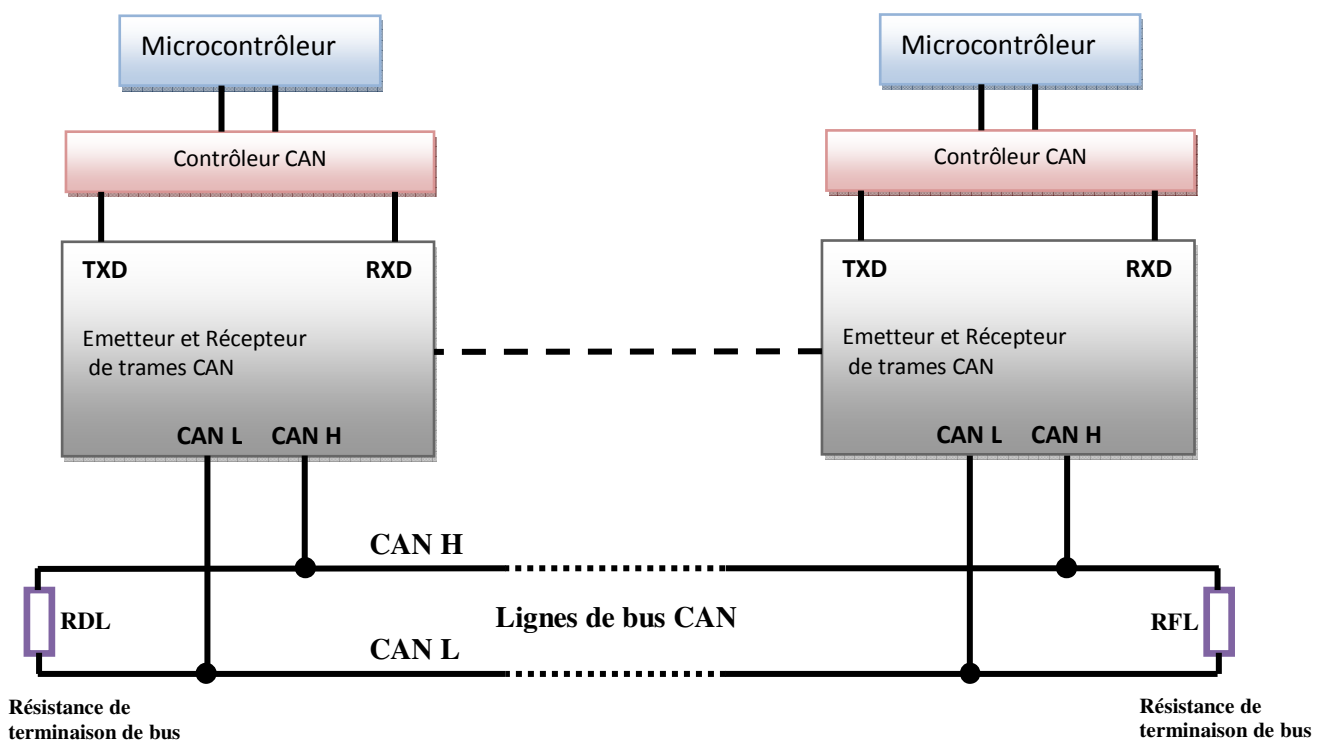 Microcontrôleur
Microcontrôleur
Contrôleur CAN
Contrôleur CAN
TXD
RXD
TXD
RXD
Emetteur et Récepteur
de trames CAN
Emetteur et Récepteur
de trames CAN
CAN L
CAN H
CAN L
CAN H
CAN H
RDL
Lignes de bus CAN
RFL
CAN L
Résistance de
terminaison de bus
Résistance de
terminaison de bus